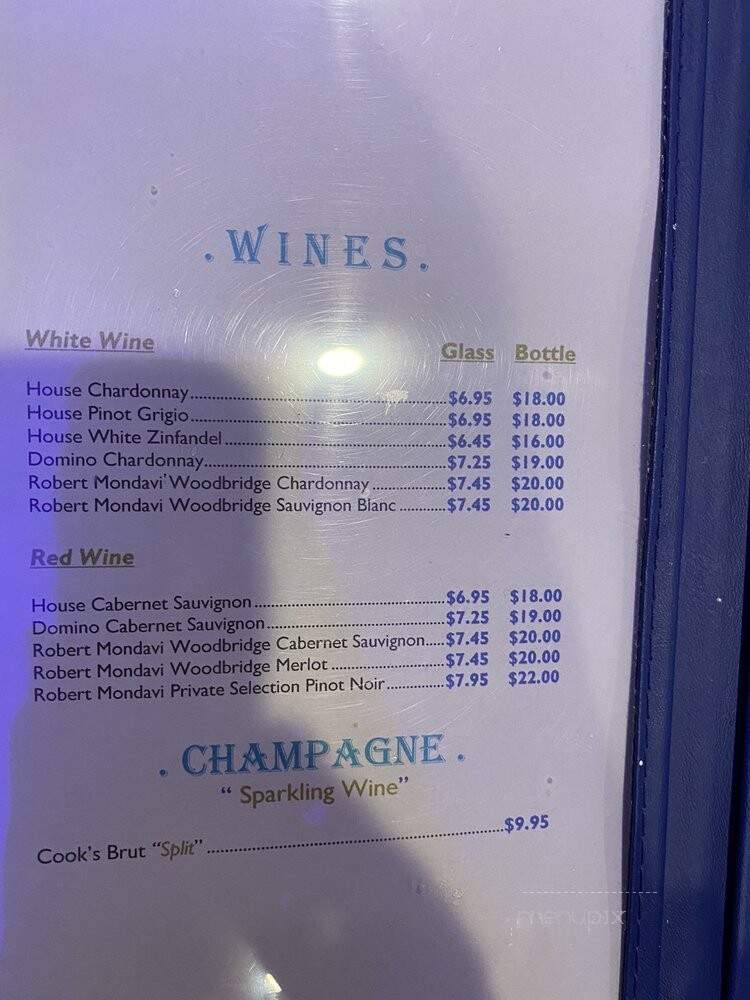 . WINES .
White Wine
Glass Bottle
House Chardonnay........................................$6.95 $18.00
House Pinot Grigio........................................$6.95 $18.00
House White Zinfandel........................................$6.45 $16.00
Domino Chardonnay........................................$7.25 $19.00
Robert Mondavi Woodbridge Chardonnay................$7.45 $20.00
Robert Mondavi Woodbridge Sauvignon Blanc............$7.45 $20.00
Red Wine
House Cabernet Sauvignon........................................$6.95 $18.00
Domino Cabernet Sauvignon........................................$7.25 $19.00
Robert Mondavi Woodbridge Cabernet Sauvignon....$7.45 $20.00
Robert Mondavi Woodbridge Merlot........................$7.45 $20.00
Robert Mondavi Private Selection Pinot Noir.............$7.95 $22.00
. CHAMPAGNE .
“ Sparkling Wine”
Cook's Brut “Split”........................................$9.95
menupix